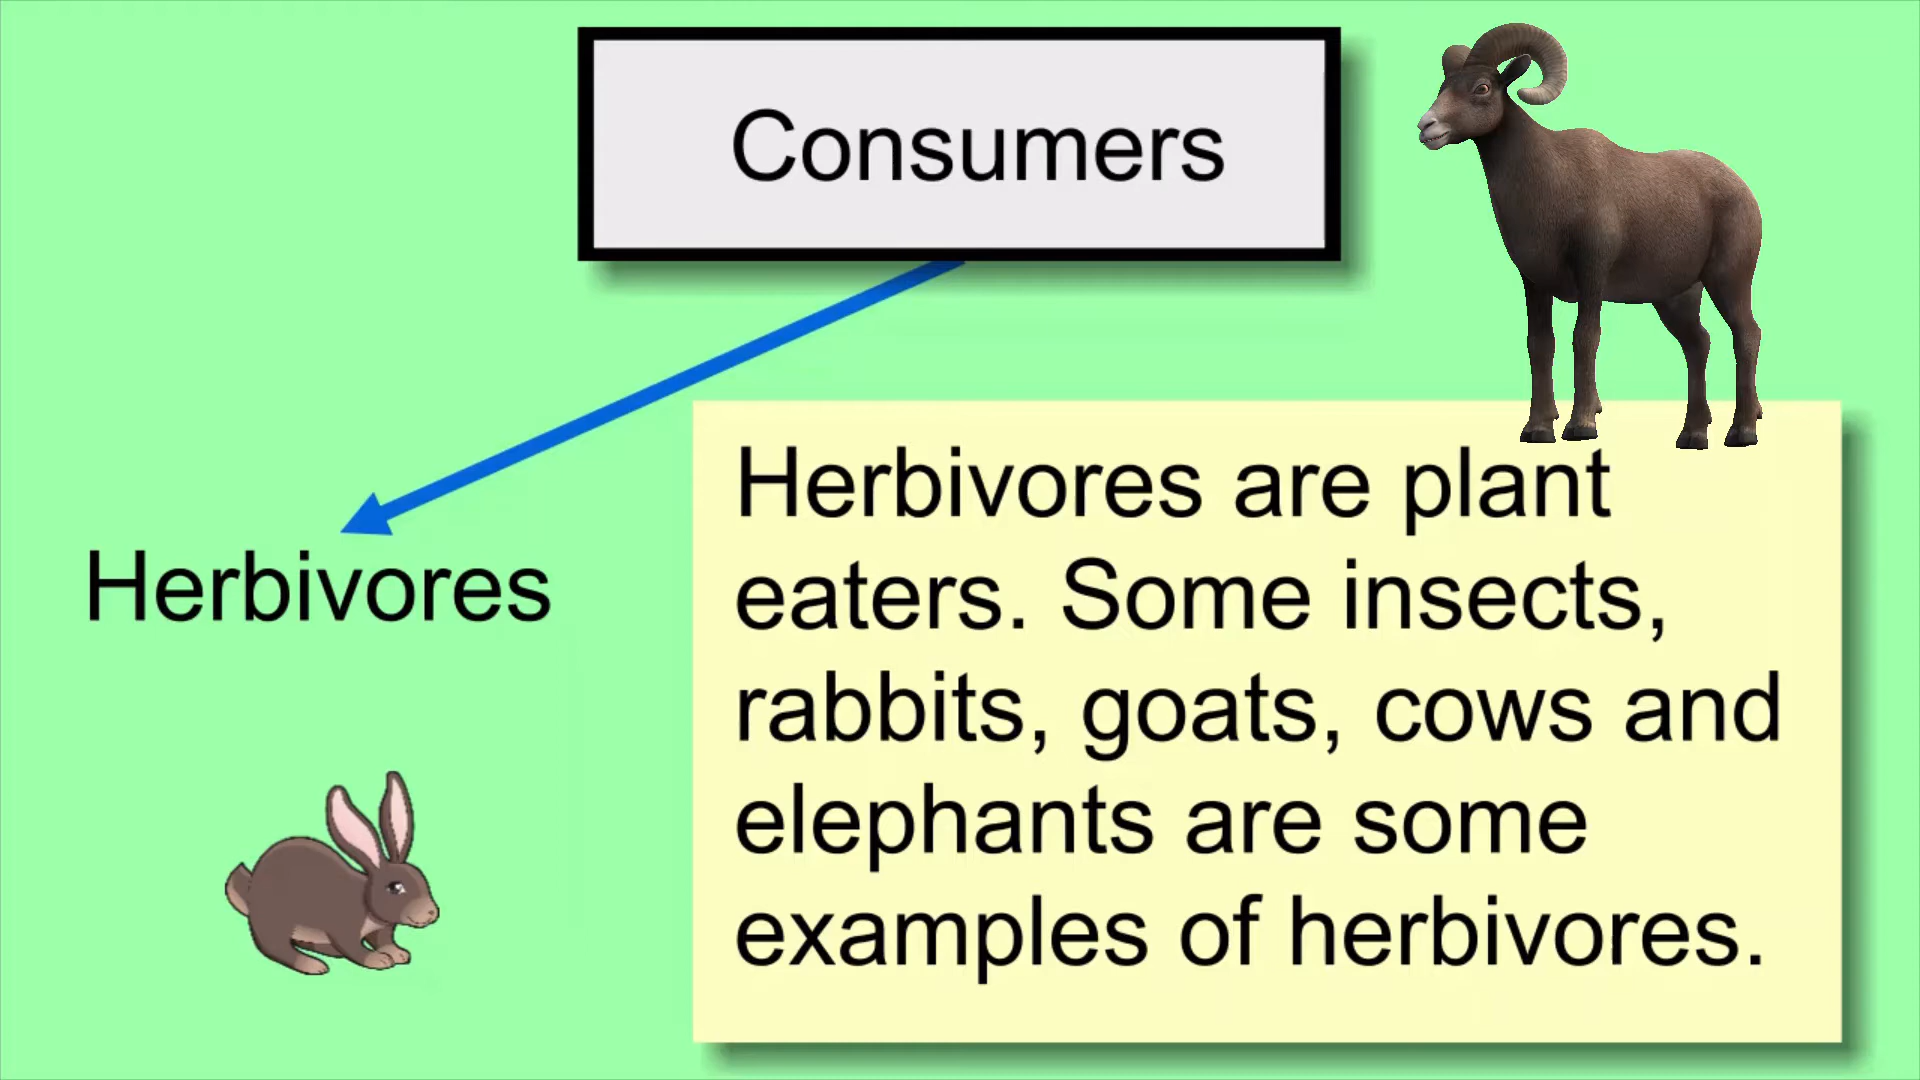 Consumers
Herbivores
Herbivores are plant
eaters. Some insects,
rabbits, goats, cows and
elephants are some
examples of herbivores.